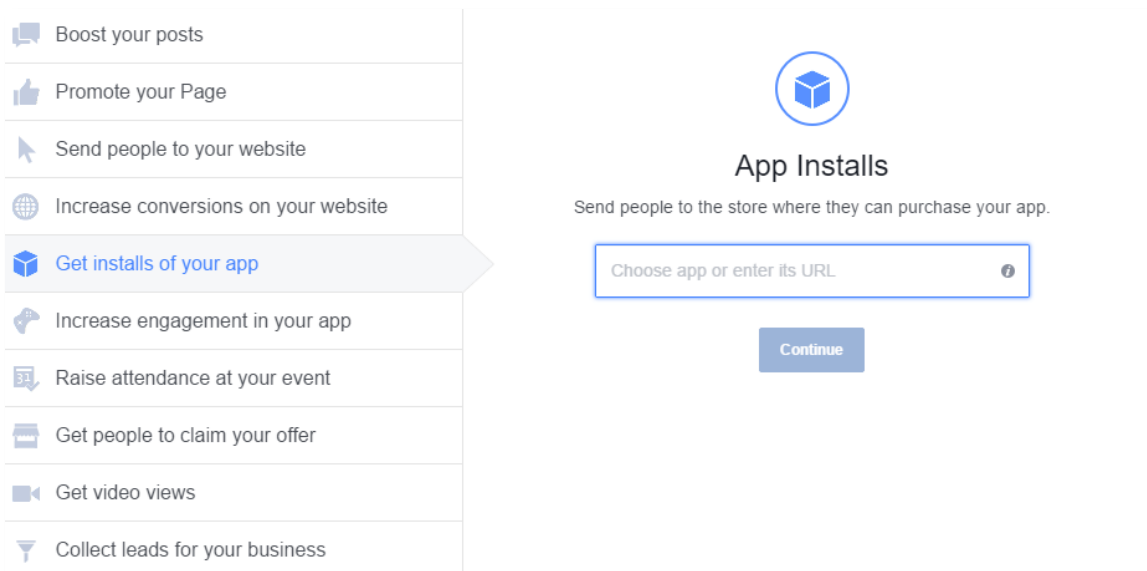 Boost your posts
Promote your Page
Send people to your website
Increase conversions on your website
Get installs of your app
Increase engagement in your app
31
Raise attendance at your event
Get people to claim your offer
Get video views
Collect leads for your business
App Installs
Send people to the store where they can purchase your app.
Choose app or enter its URL
i
Continue